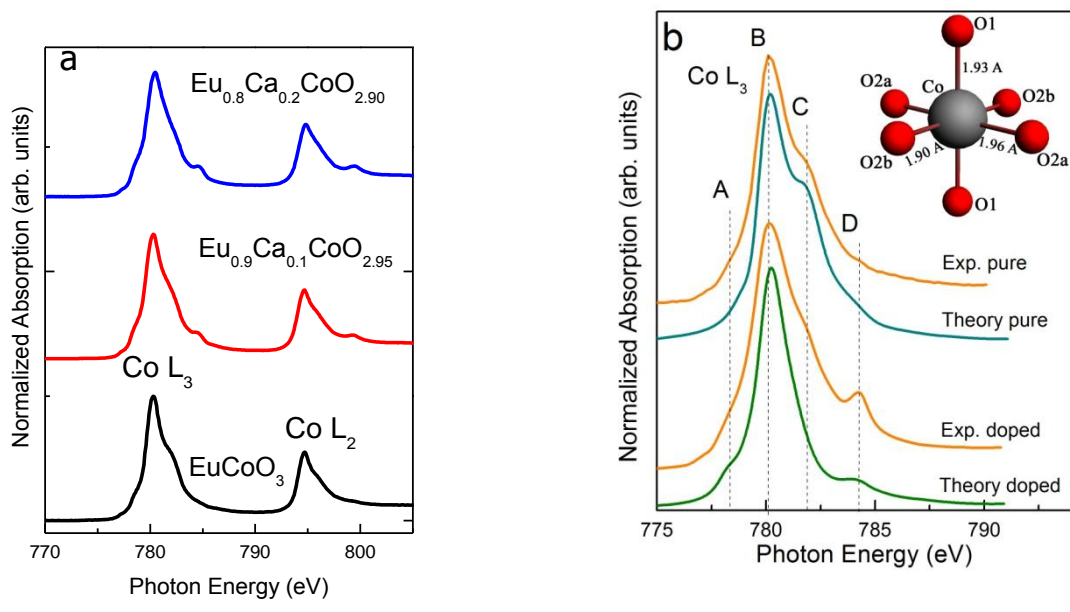 a
Eu0.8Ca0.2CoO2.90
Eu0.9Ca0.1CoO2.95
Co L3
Co L2
EuCoO3
Normalized Absorption (arb. units)
770 780 790 800
Photon Energy (eV)
b
B
Co L3
C
A
D
O1
1.93 A
O2a
Co
O2b
O2b
1.90 A
1.96 A
O2a
O1
Exp. pure
Theory pure
Exp. doped
Theory doped
Normalized Absorption (arb. units)
775 780 785 790
Photon Energy (eV)